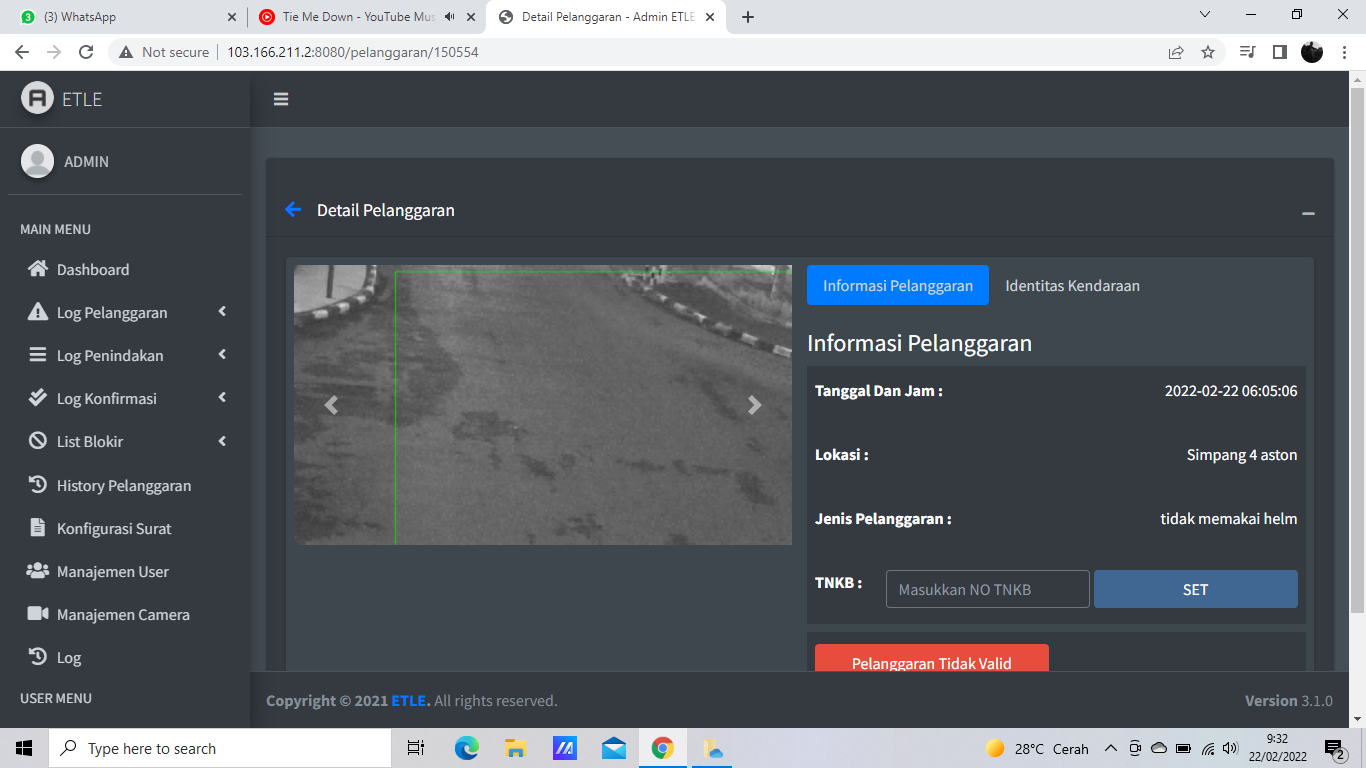 (3) WhatsApp
Tie Me Down - YouTube Mus
Detail Pelanggaran - Admin ETLE
Not secure
103.166.211.2:8080/pelanggaran/150554
ETLE
ADMIN
MAIN MENU
Dashboard
Log Pelanggaran
Log Penindakan
Log Konfirmasi
List Blokir
History Pelanggaran
Konfigurasi Surat
Manajemen User
Manajemen Camera
Log
USER MENU
Detail Pelanggaran
Informasi Pelanggaran
Identitas Kendaraan
Informasi Pelanggaran
Tanggal Dan Jam : 2022-02-22 06:05:06
Lokasi : Simpang 4 aston
Jenis Pelanggaran : tidak memakai helm
TNKB : Masukkan NO TNKB SET
Pelanggaran Tidak Valid
Copyright © 2021 ETLE. All rights reserved.
Version 3.1.0
Type here to search
28°C Cerah
9:32
22/02/2022
2